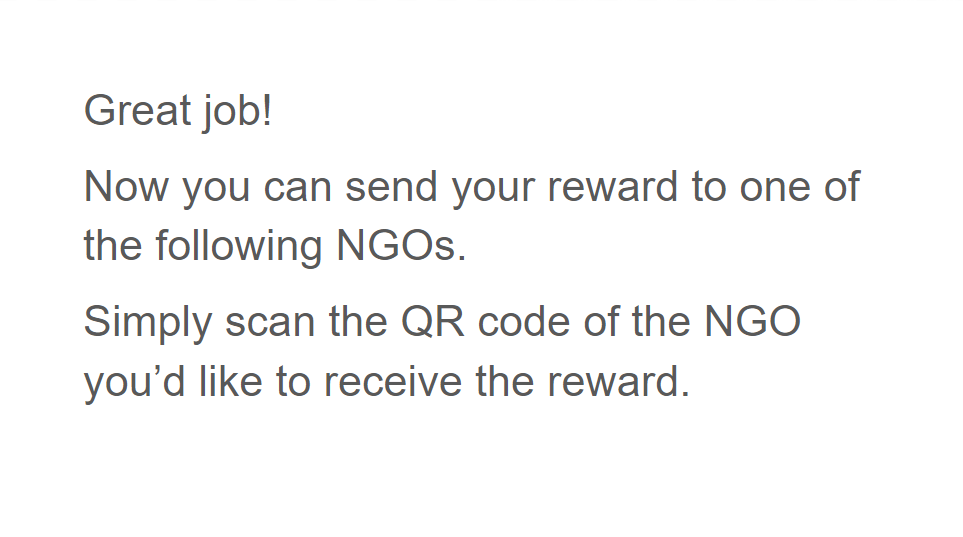 Great job!
Now you can send your reward to one of
the following NGOs.
Simply scan the QR code of the NGO
you’d like to receive the reward.